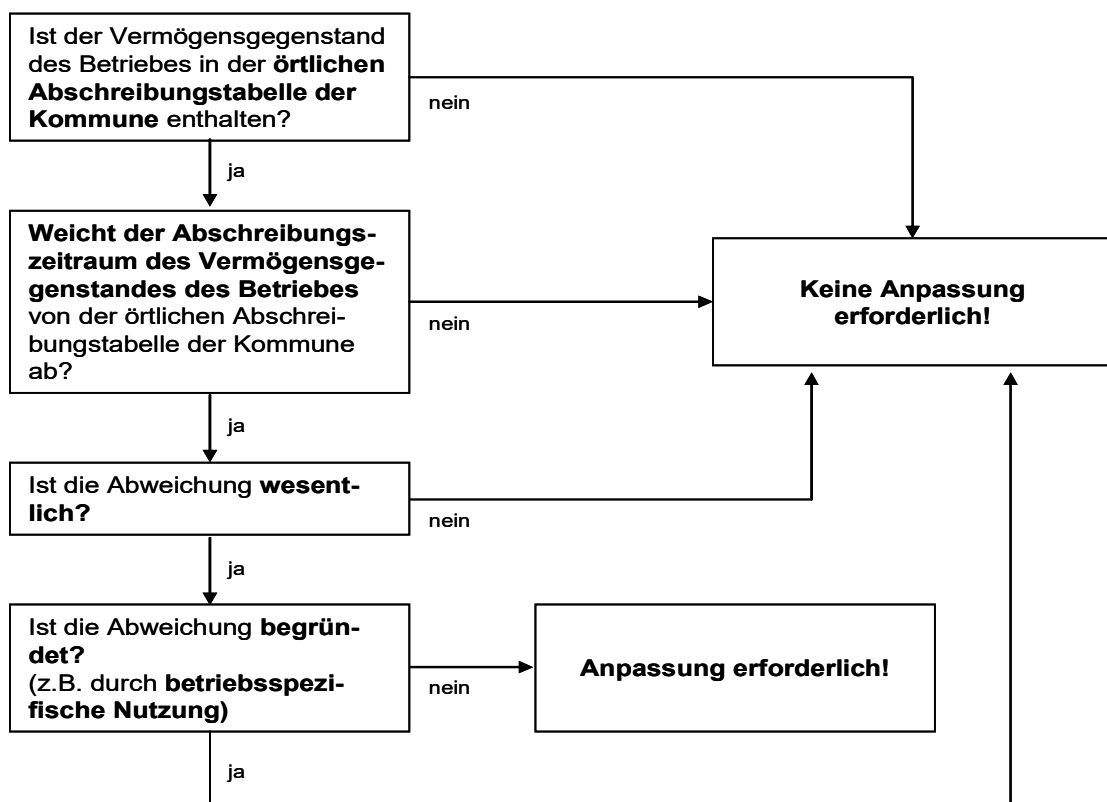 Ist der Vermögensgegenstand
des Betriebes in der örtlichen
Abschreibungstabelle der
Kommune enthalten?
nein
ja
Weicht der Abschreibungs-
zeitraum des Vermögensge-
genstandes des Betriebes
von der örtlichen Abschrei-
bungstabelle der Kommune
ab?
nein
Keine Anpassung
erforderlich!
ja
Ist die Abweichung wesent-
lich?
nein
ja
Ist die Abweichung begrün-
det?
(z.B. durch betriebsspezi-
fische Nutzung)
nein
Anpassung erforderlich!
ja